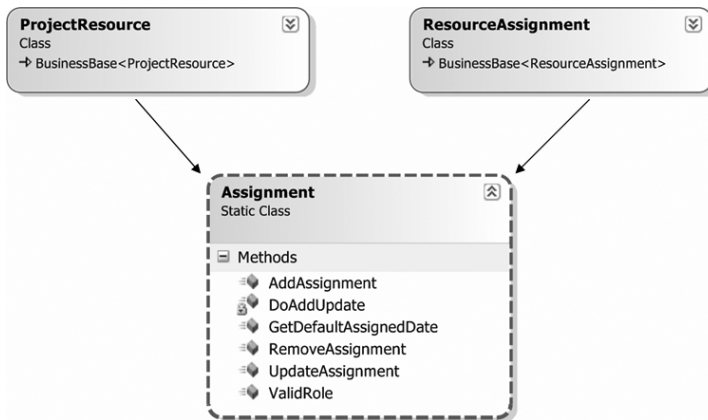 ProjectResource
Class
BusinessBase<ProjectResource>
ResourceAssignment
Class
BusinessBase<ResourceAssignment>
Assignment
Static Class
Methods
AddAssignment
DoAddUpdate
GetDefaultAssignedDate
RemoveAssignment
UpdateAssignment
ValidRole